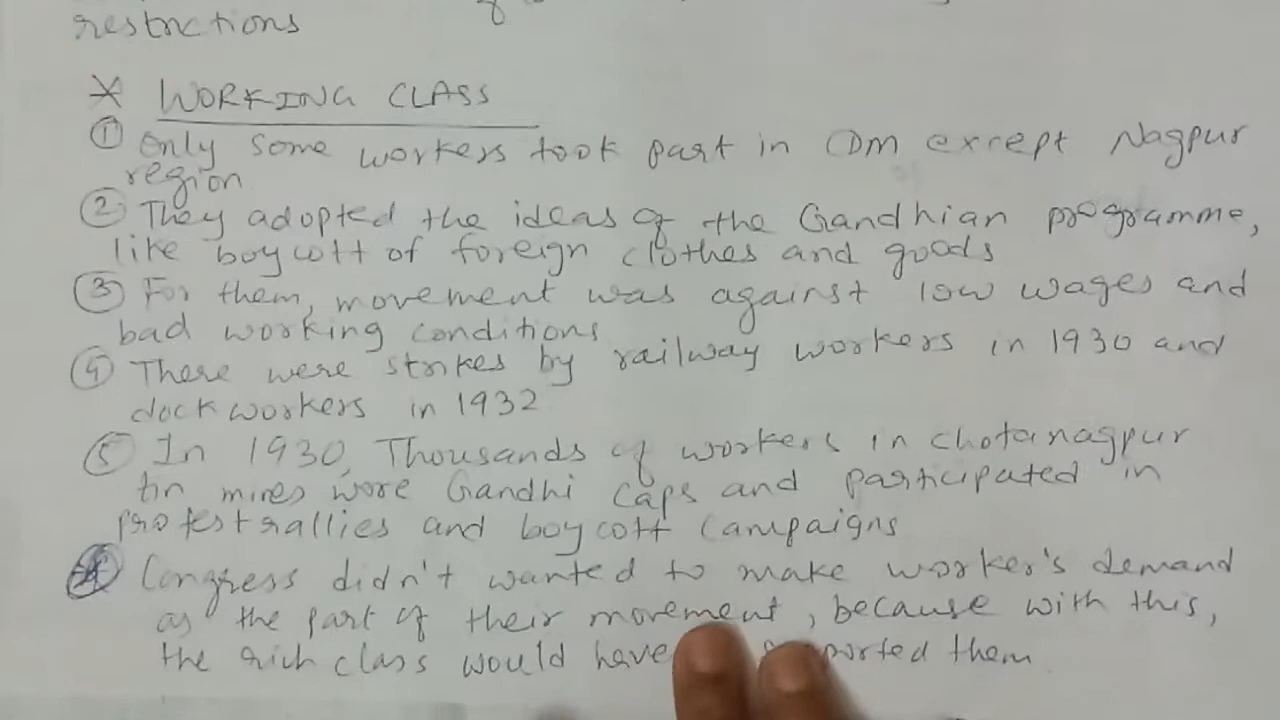 restrictions
* WORKING CLASS
① Only some workers took part in CDM except Nagpur
region
② They adopted the ideas of the Gandhian programme,
like boycott of foreign clothes and goods
③ For them, movement was against low wages and
bad working conditions
④ There were strikes by railway workers in 1930 and
dockworkers in 1932
⑤ In 1930, Thousands of workers in chotanagpur
tin mines wore Gandhi caps and participated in
protest rallies and boycott campaigns
Congress didn't wanted to make worker's demand
as the part of their movement, because with this,
the rich class would have them